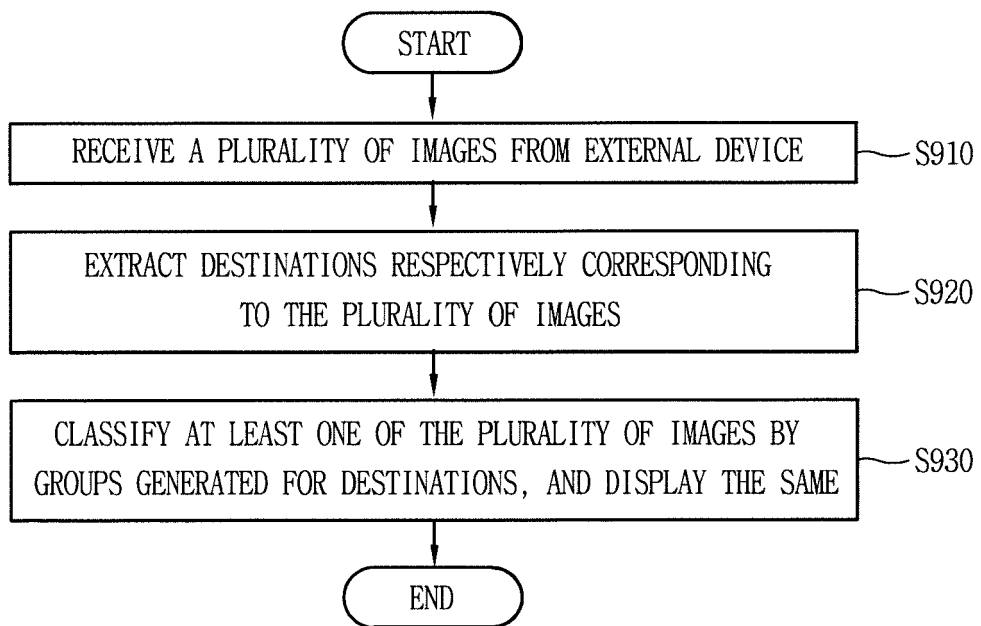 START
RECEIVE A PLURALITY OF IMAGES FROM EXTERNAL DEVICE
S910
EXTRACT DESTINATIONS RESPECTIVELY CORRESPONDING
TO THE PLURALITY OF IMAGES
S920
CLASSIFY AT LEAST ONE OF THE PLURALITY OF IMAGES BY
GROUPS GENERATED FOR DESTINATIONS, AND DISPLAY THE SAME
S930
END